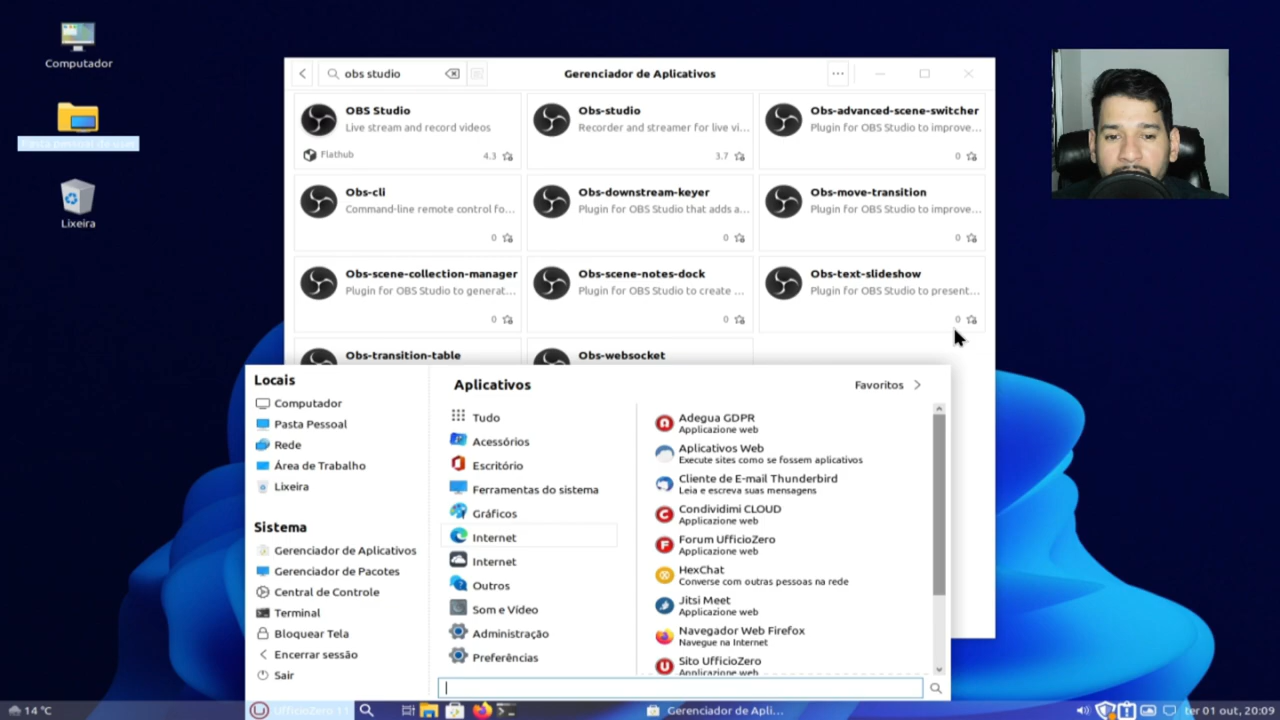 Computador
Pasta pessoal de usu...
Lixeira
obs studio
Gerenciador de Aplicativos
OBS Studio
Live stream and record videos
Flathub
4.3
Obs-studio
Recorder and streamer for live vi...
3.7
Obs-advanced-scene-switcher
Plugin for OBS Studio to improve...
0
Obs-cli
Command-line remote control fo...
0
Obs-downstream-keyer
Plugin for OBS Studio that adds a...
0
Obs-move-transition
Plugin for OBS Studio to improve...
0
Obs-scene-collection-manager
Plugin for OBS Studio to generat...
0
Obs-scene-notes-dock
Plugin for OBS Studio to create ...
0
Obs-text-slideshow
Plugin for OBS Studio to present...
0
Obs-transition-table
Obs-websocket
Locais
Computador
Pasta Pessoal
Rede
Área de Trabalho
Lixeira
Sistema
Gerenciador de Aplicativos
Gerenciador de Pacotes
Central de Controle
Terminal
Bloquear Tela
Encerrar sessão
Sair
Aplicativos
Favoritos
Tudo
Acessórios
Escritório
Ferramentas do sistema
Gráficos
Internet
Internet
Outros
Som e Vídeo
Administração
Preferências
Adegua GDPR
Applicazione web
Aplicativos Web
Execute sites como se fossem aplicativos
Cliente de E-mail Thunderbird
Leia e escreva suas mensagens
Condividimi CLOUD
Applicazione web
Forum UfficioZero
Applicazione web
HexChat
Converse com outras pessoas na rede
Jitsi Meet
Applicazione web
Navegador Web Firefox
Navegue na Internet
Sito UfficioZero
Applicazione web
14 °C
UfficioZero 11
Gerenciador de Apli...
ter 01 out, 20:09